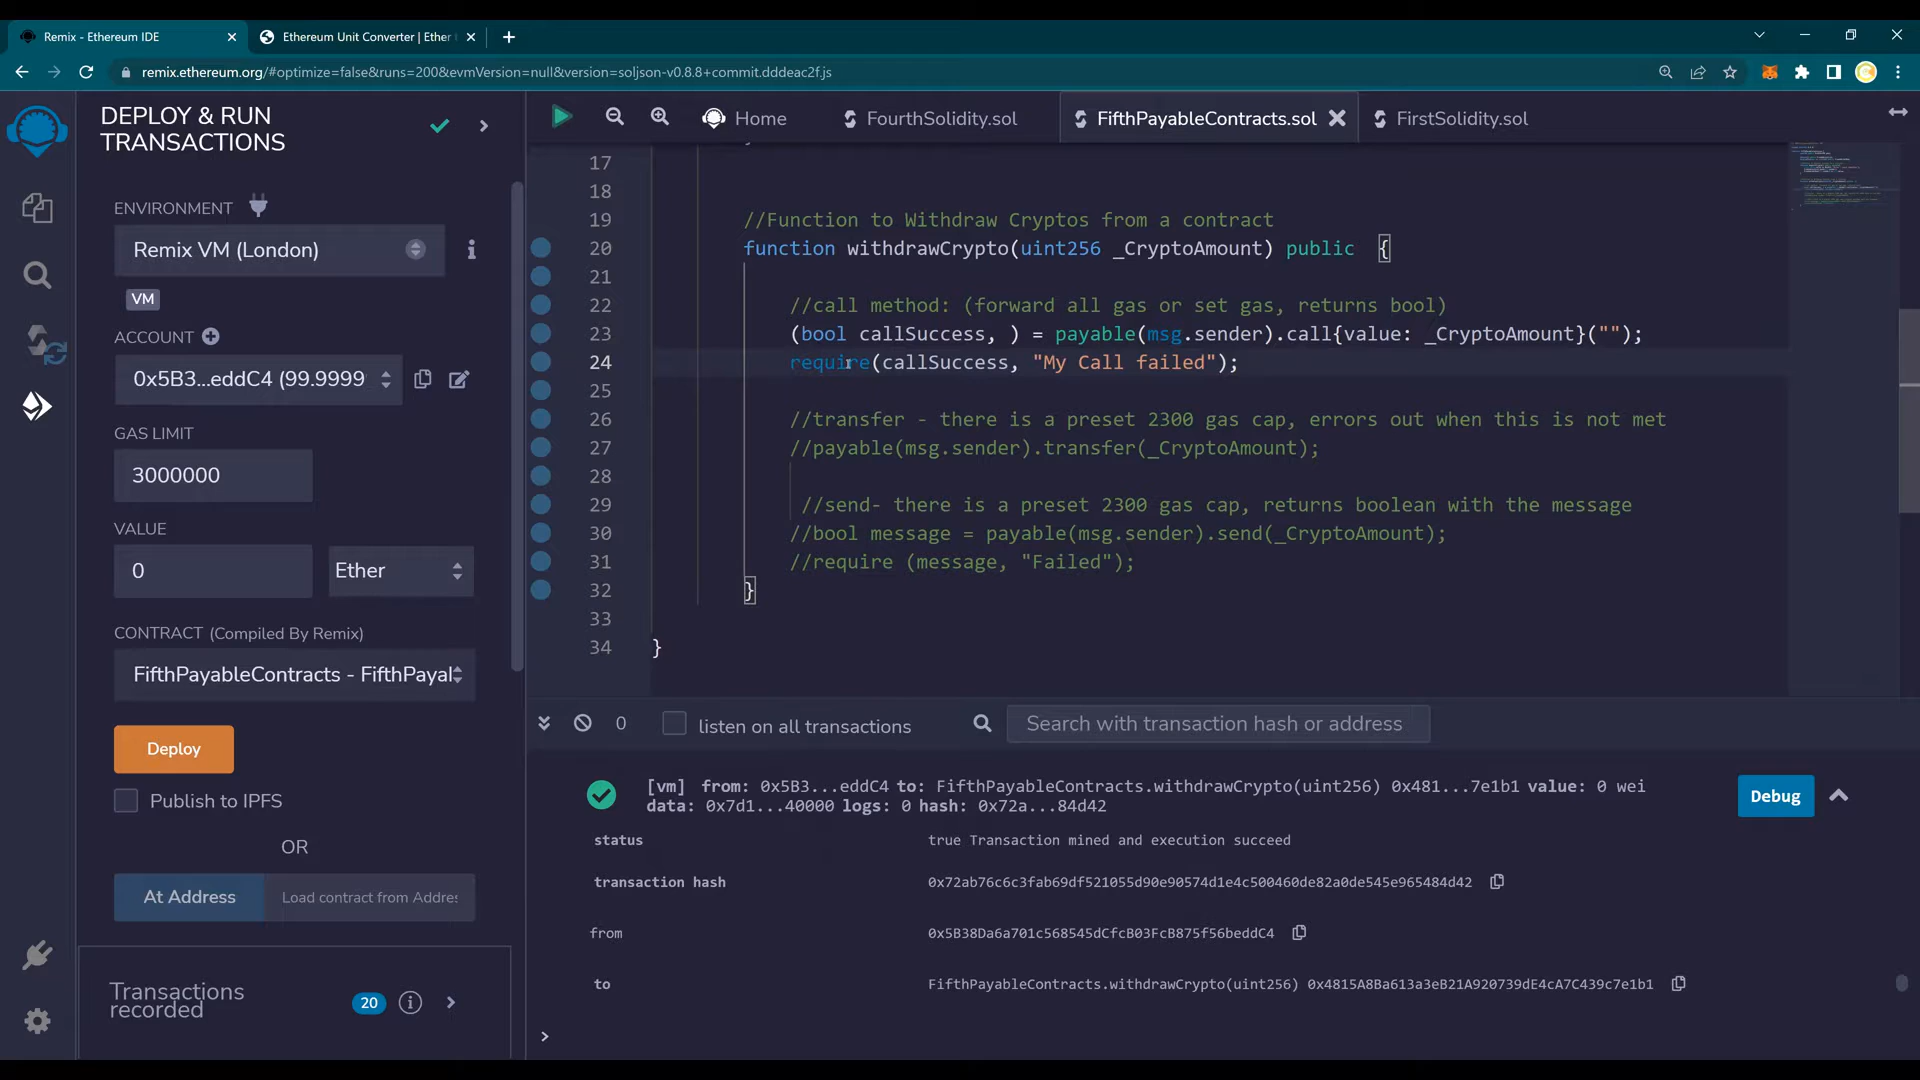 Remix - Ethereum IDE
Ethereum Unit Converter | Ether
remix.ethereum.org/#optimize=false&runs=200&evmVersion=null&version=soljson-v0.8.8+commit.dddeac2f.js
DEPLOY & RUN
TRANSACTIONS
ENVIRONMENT
Remix VM (London)
VM
ACCOUNT
0x5B3...eddC4 (99.9999
GAS LIMIT
3000000
VALUE
0
Ether
CONTRACT (Compiled By Remix)
FifthPayableContracts - FifthPayal
Deploy
Publish to IPFS
OR
At Address
Load contract from Addres
Transactions
recorded
20
Home
FourthSolidity.sol
FifthPayableContracts.sol
FirstSolidity.sol
17
18
19 //Function to Withdraw Cryptos from a contract
20 function withdrawCrypto(uint256 _CryptoAmount) public {
21
22 //call method: (forward all gas or set gas, returns bool)
23 (bool callSuccess, ) = payable(msg.sender).call{value: _CryptoAmount}("");
24 require(callSuccess, "My Call failed");
25
26 //transfer - there is a preset 2300 gas cap, errors out when this is not met
27 //payable(msg.sender).transfer(_CryptoAmount);
28
29 //send- there is a preset 2300 gas cap, returns boolean with the message
30 //bool message = payable(msg.sender).send(_CryptoAmount);
31 //require (message, "Failed");
32 }
33
34 }
0
listen on all transactions
Search with transaction hash or address
[vm] from: 0x5B3...eddC4 to: FifthPayableContracts.withdrawCrypto(uint256) 0x481...7e1b1 value: 0 wei
data: 0x7d1...40000 logs: 0 hash: 0x72a...84d42
Debug
status true Transaction mined and execution succeed
transaction hash 0x72ab76c6c3fab69df521055d90e90574d1e4c500460de82a0de545e965484d42
from 0x5B38Da6a701c568545dCfcB03FcB875f56beddC4
to FifthPayableContracts.withdrawCrypto(uint256) 0x4815A8Ba613a3eB21A920739dE4cA7C439c7e1b1
>